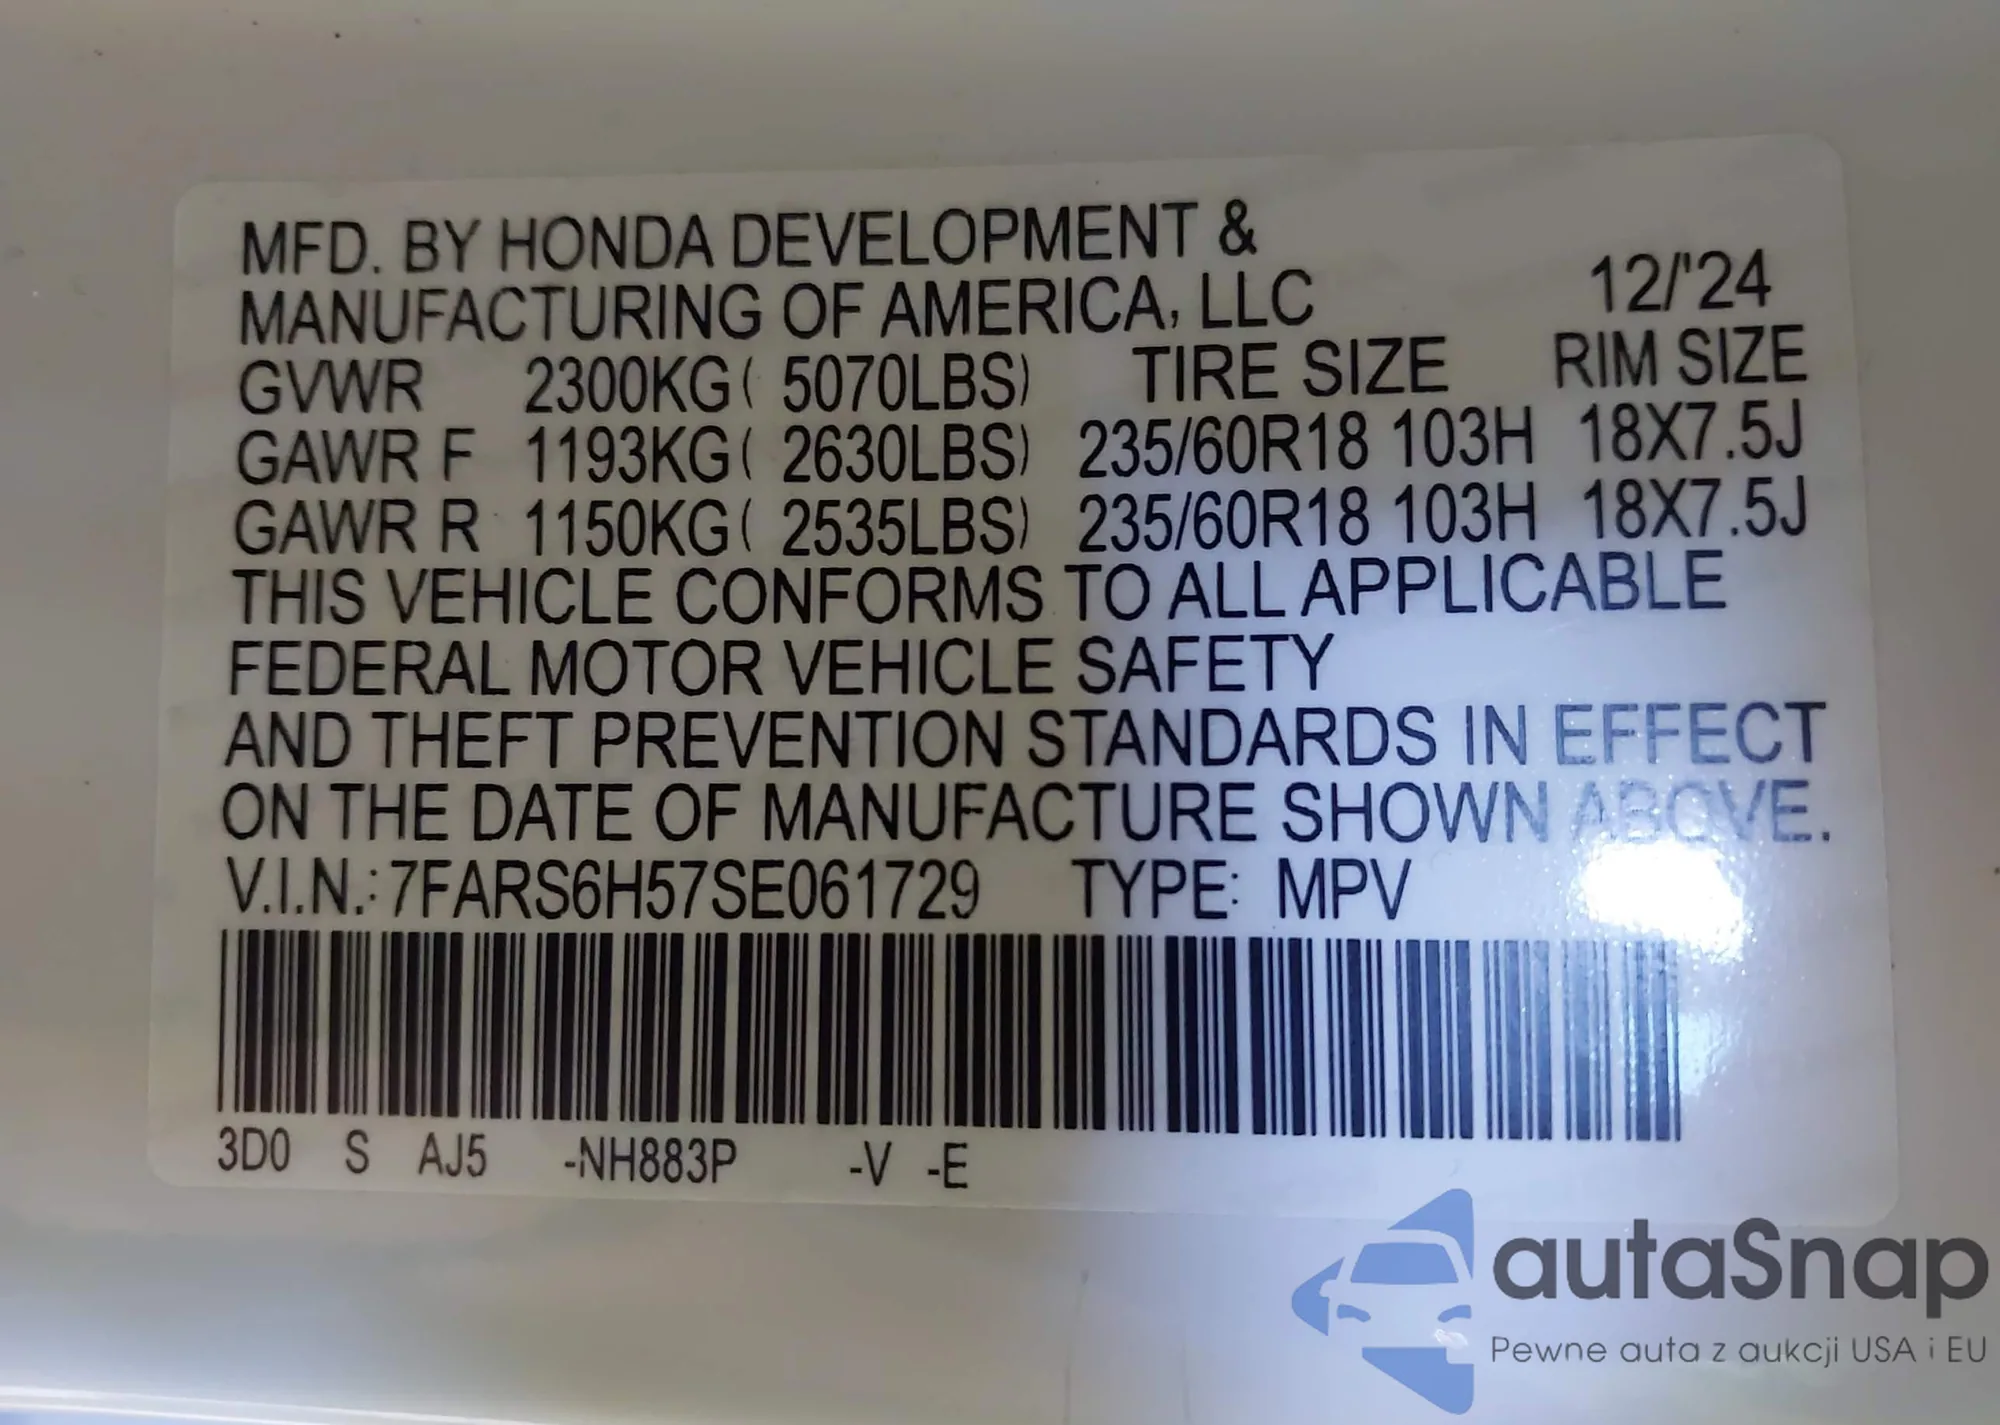 MFD. BY HONDA DEVELOPMENT &
MANUFACTURING OF AMERICA, LLC 12/'24
GVWR 2300KG( 5070LBS) TIRE SIZE RIM SIZE
GAWR F 1193KG( 2630LBS) 235/60R18 103H 18X7.5J
GAWR R 1150KG( 2535LBS) 235/60R18 103H 18X7.5J
THIS VEHICLE CONFORMS TO ALL APPLICABLE
FEDERAL MOTOR VEHICLE SAFETY
AND THEFT PREVENTION STANDARDS IN EFFECT
ON THE DATE OF MANUFACTURE SHOWN ABOVE.
V.I.N.: 7FARS6H57SE061729 TYPE: MPV
3D0 S AJ5 -NH883P -V -E
autaSnap
Pewne auta z aukcji USA i EU